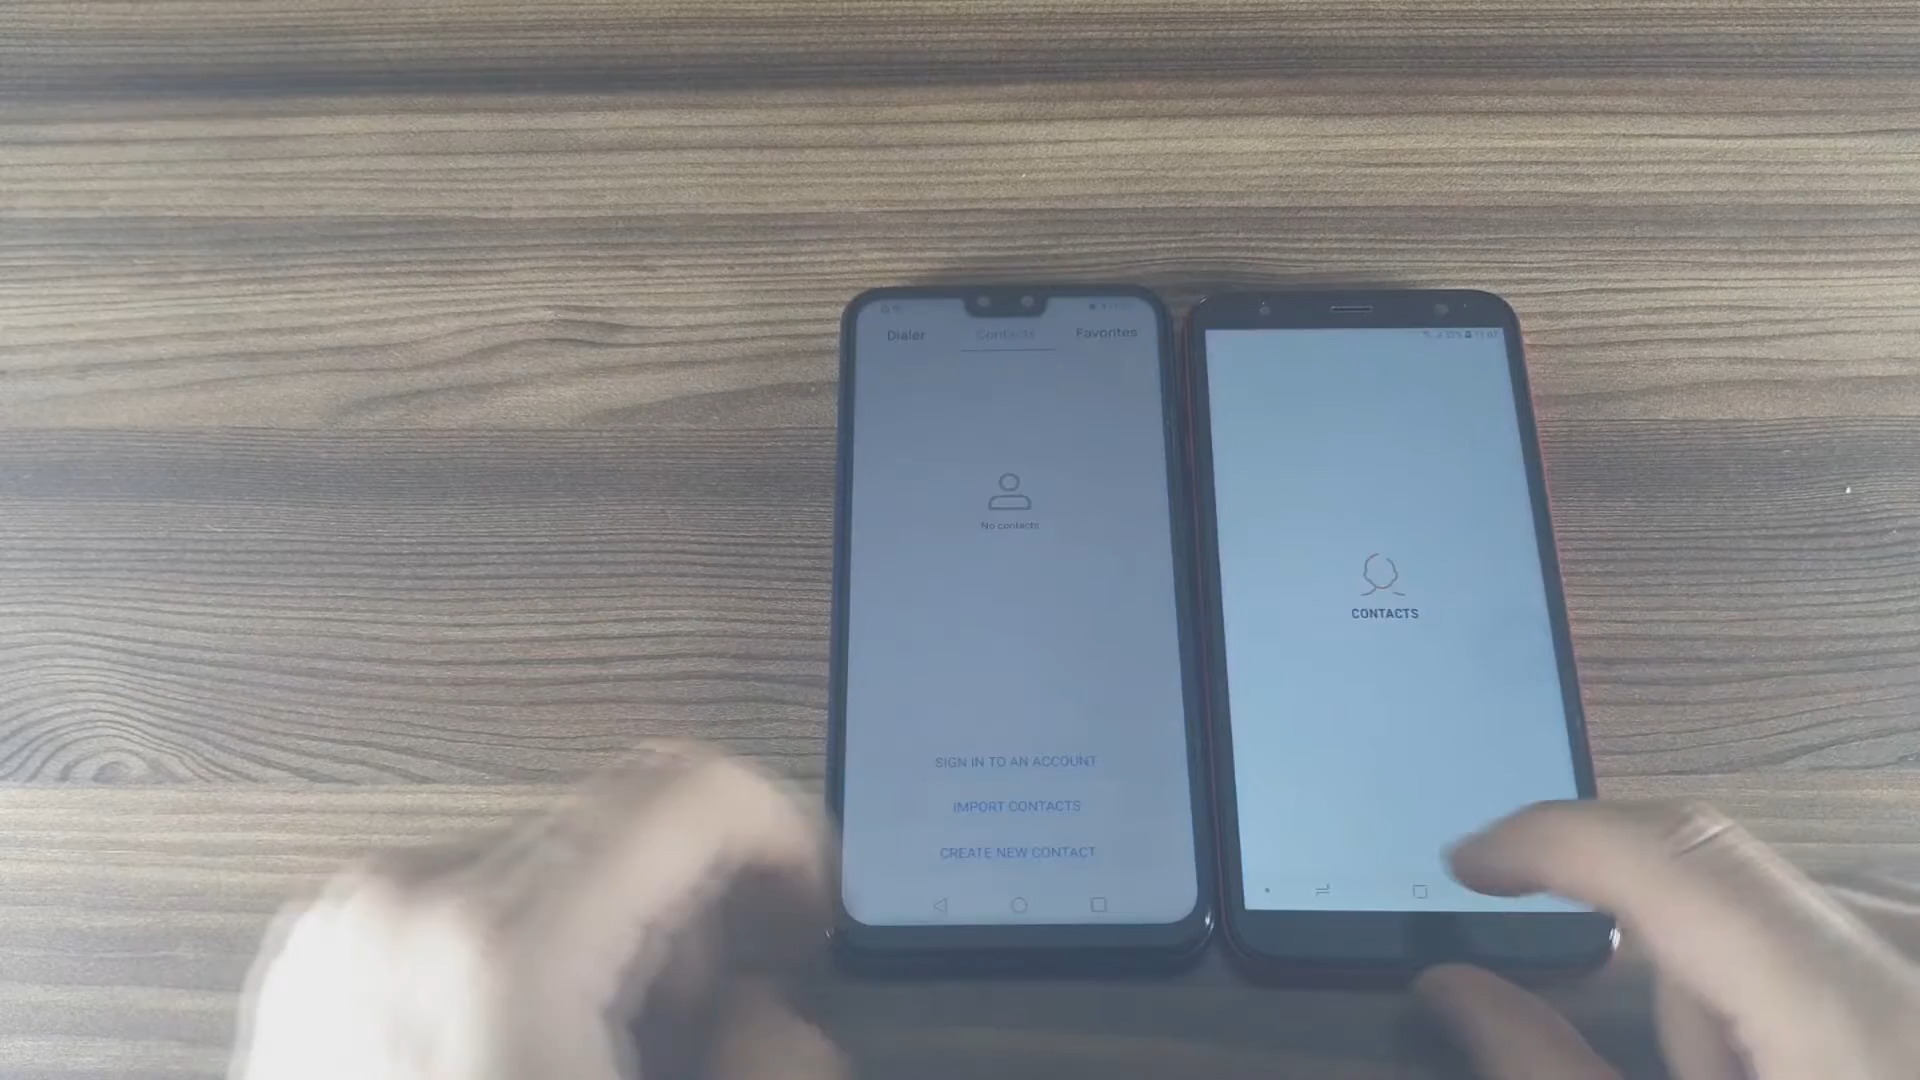 Dialer Contacts Favorites
No contacts
SIGN IN TO AN ACCOUNT
IMPORT CONTACTS
CREATE NEW CONTACT
CONTACTS